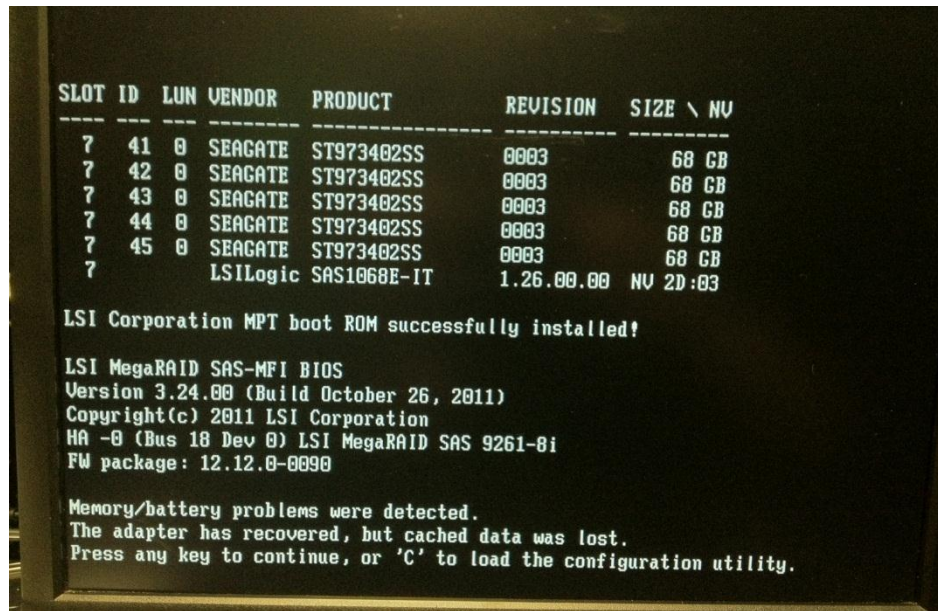 SLOT ID LUN VENDOR PRODUCT REVISION SIZE \ NV
---- --- --- -------- ---------------- ---------- ---------
7 41 0 SEAGATE ST973402SS 0003 68 GB
7 42 0 SEAGATE ST973402SS 0003 68 GB
7 43 0 SEAGATE ST973402SS 0003 68 GB
7 44 0 SEAGATE ST973402SS 0003 68 GB
7 45 0 SEAGATE ST973402SS 0003 68 GB
7 LSILogic SAS1068E-IT 1.26.00.00 NV 2D:03
LSI Corporation MPT boot ROM successfully installed!
LSI MegaRAID SAS-MFI BIOS
Version 3.24.00 (Build October 26, 2011)
Copyright(c) 2011 LSI Corporation
HA -0 (Bus 18 Dev 0) LSI MegaRAID SAS 9261-8i
FW package: 12.12.0-0090
Memory/battery problems were detected.
The adapter has recovered, but cached data was lost.
Press any key to continue, or 'C' to load the configuration utility.